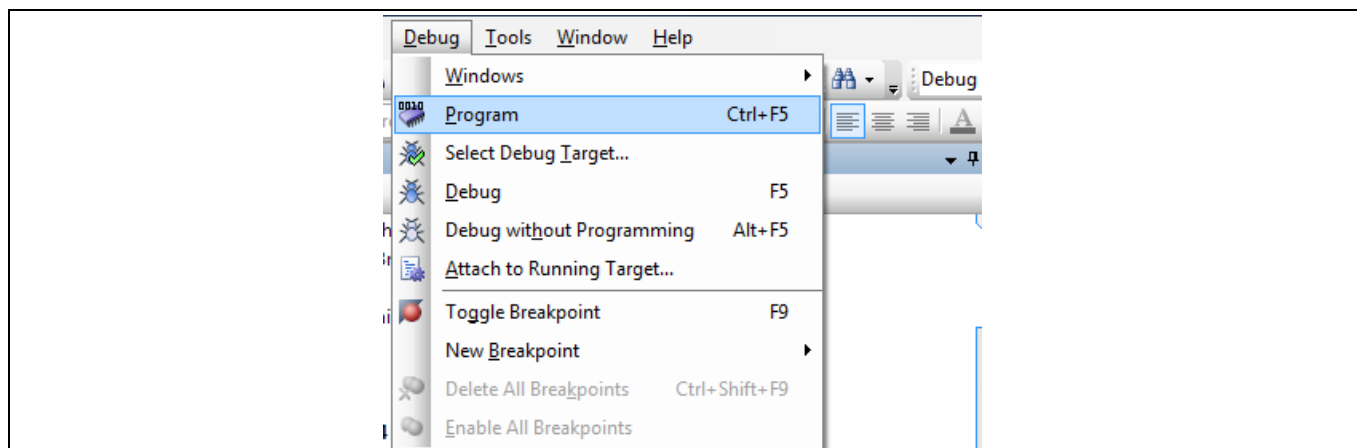 Debug Tools Window Help
Windows
Debug
Program Ctrl+F5
Select Debug Target...
Debug F5
Debug without Programming Alt+F5
Attach to Running Target...
Toggle Breakpoint F9
New Breakpoint
Delete All Breakpoints Ctrl+Shift+F9
Enable All Breakpoints